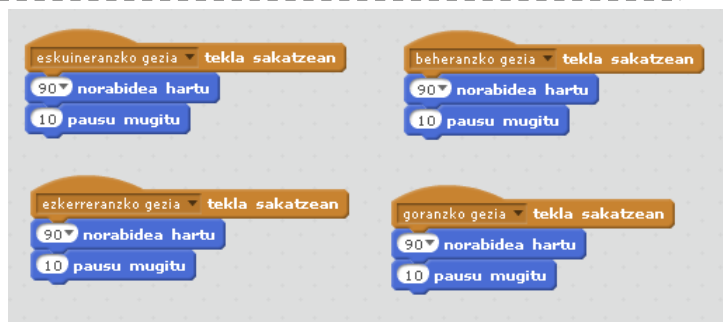 eskuineranzko gezia tekla sakatzean
90 norabidea hartu
10 pausu mugitu
beheranzko gezia tekla sakatzean
90 norabidea hartu
10 pausu mugitu
ezkerreranzko gezia tekla sakatzean
90 norabidea hartu
10 pausu mugitu
goranzko gezia tekla sakatzean
90 norabidea hartu
10 pausu mugitu